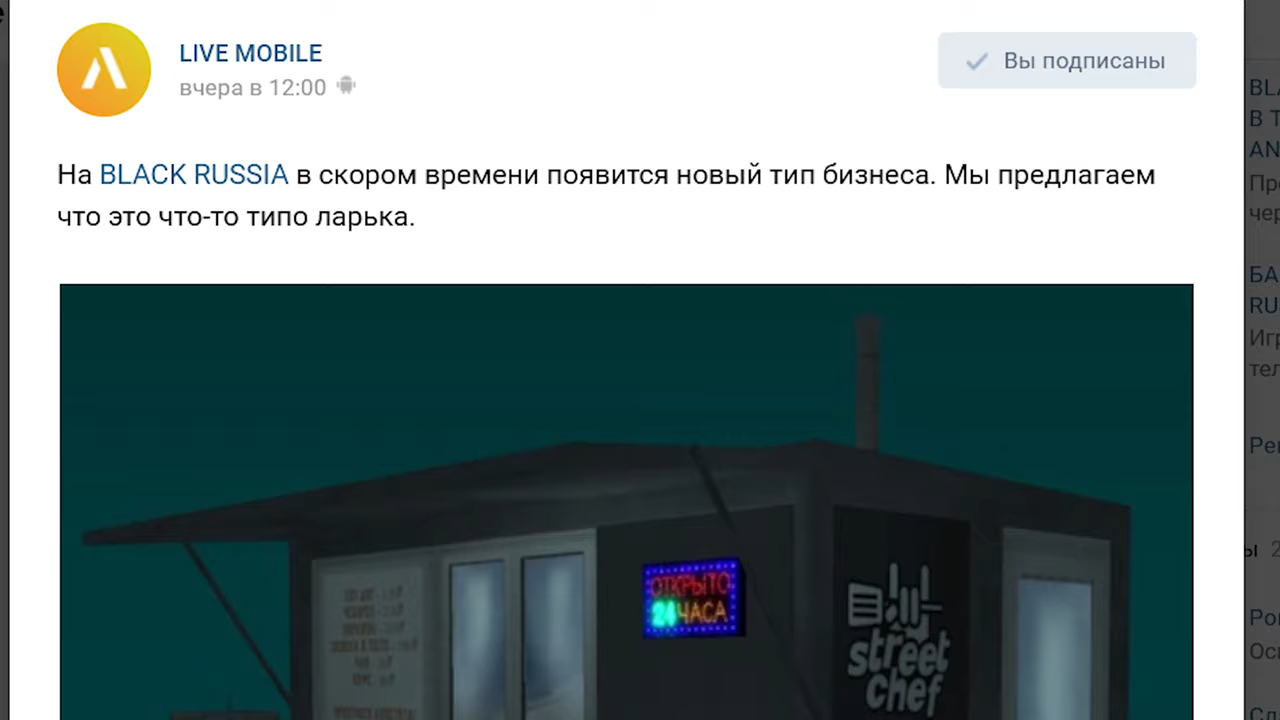 LIVE MOBILE
вчера в 12:00
Вы подписаны
На BLACK RUSSIA в скором времени появится новый тип бизнеса. Мы предлагаем
что это что-то типо ларька.
ОТКРЫТО
24 ЧАСА
street
chef